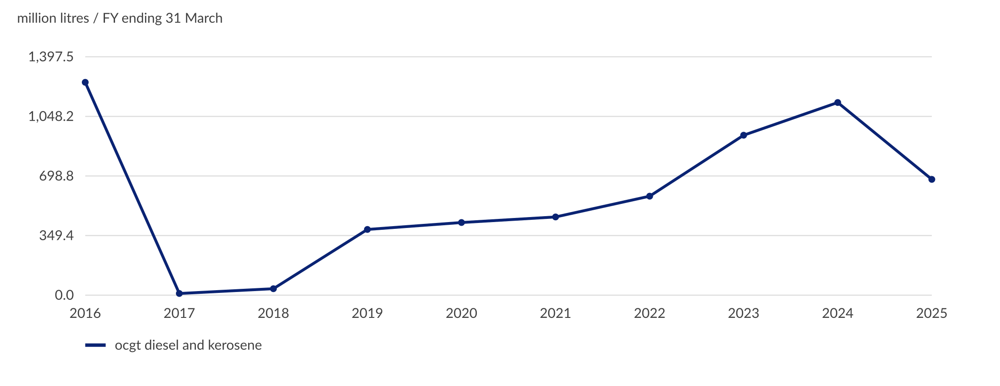 million litres / FY ending 31 March
1,397.5
1,048.2
698.8
349.4
0.0
2016 2017 2018 2019 2020 2021 2022 2023 2024 2025
ocgt diesel and kerosene